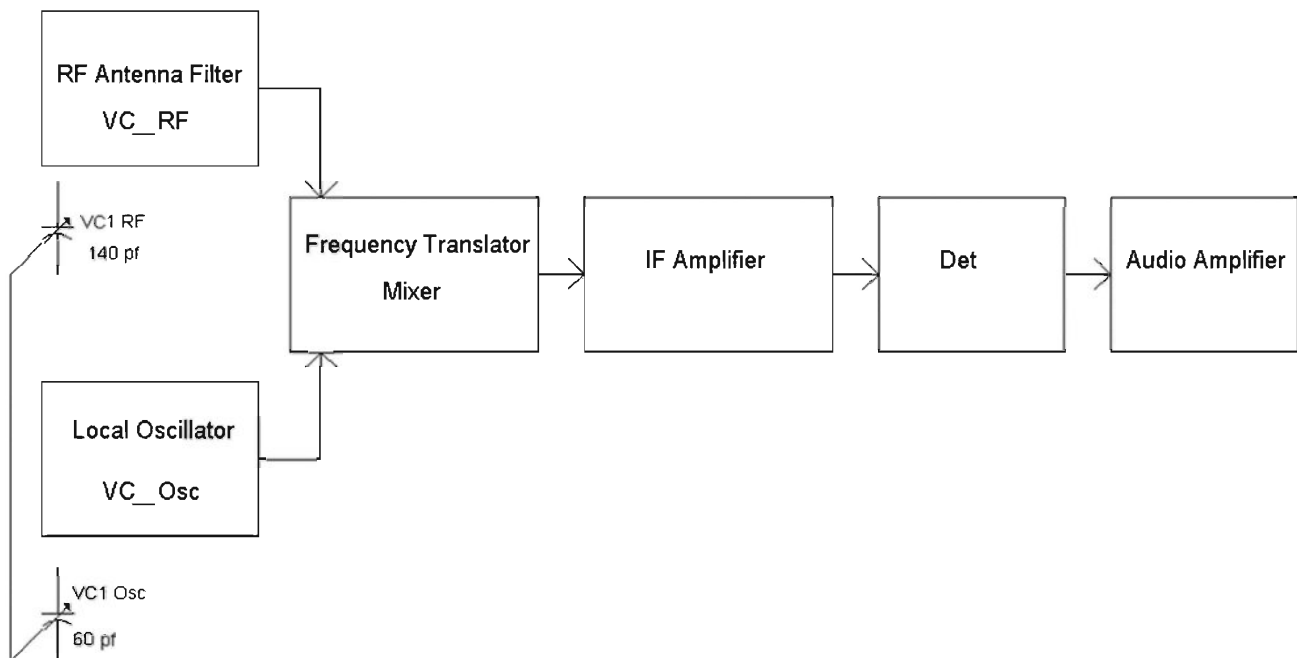 RF Antenna Filter
VC__RF
VC1 RF
140 pf
Frequency Translator
Mixer
IF Amplifier
Det
Audio Amplifier
Local Oscillator
VC__Osc
VC1 Osc
60 pf